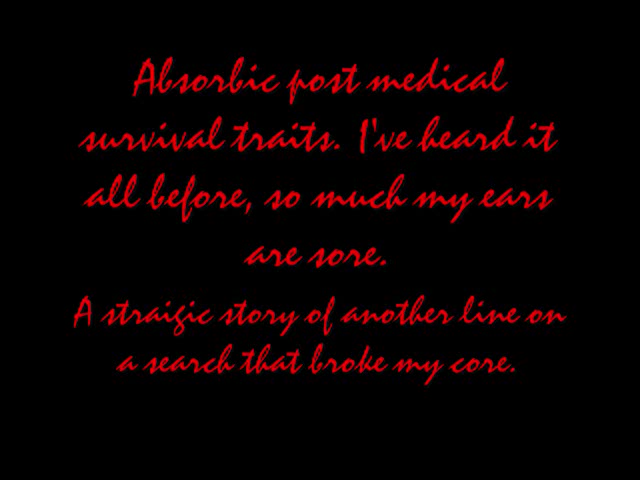 Absorbic post medical
survival traits. I've heard it
all before, so much my ears
are sore.
A straigic story of another line on
a search that broke my core.